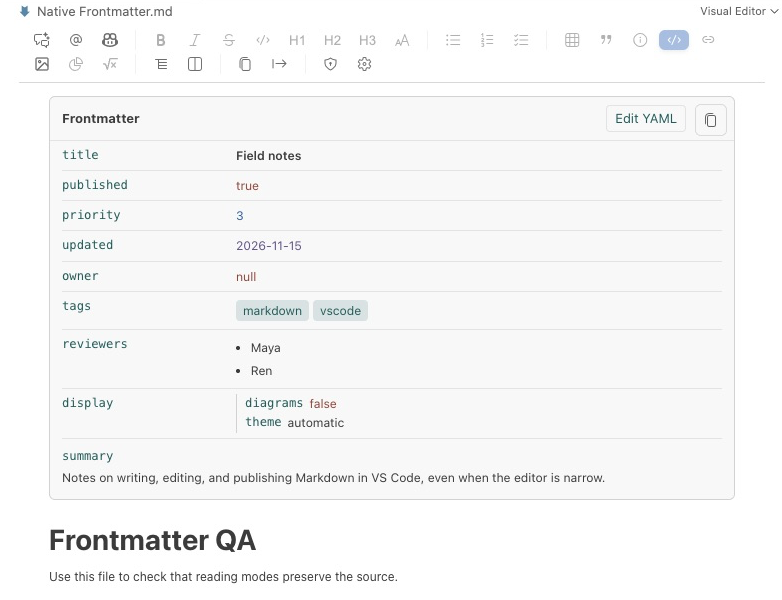 Native Frontmatter.md
Visual Editor
@ B I S </> H1 H2 H3 AA </>
Frontmatter
Edit YAML
title Field notes
published true
priority 3
updated 2026-11-15
owner null
tags markdown vscode
reviewers • Maya
• Ren
display diagrams false
theme automatic
summary
Notes on writing, editing, and publishing Markdown in VS Code, even when the editor is narrow.
Frontmatter QA
Use this file to check that reading modes preserve the source.